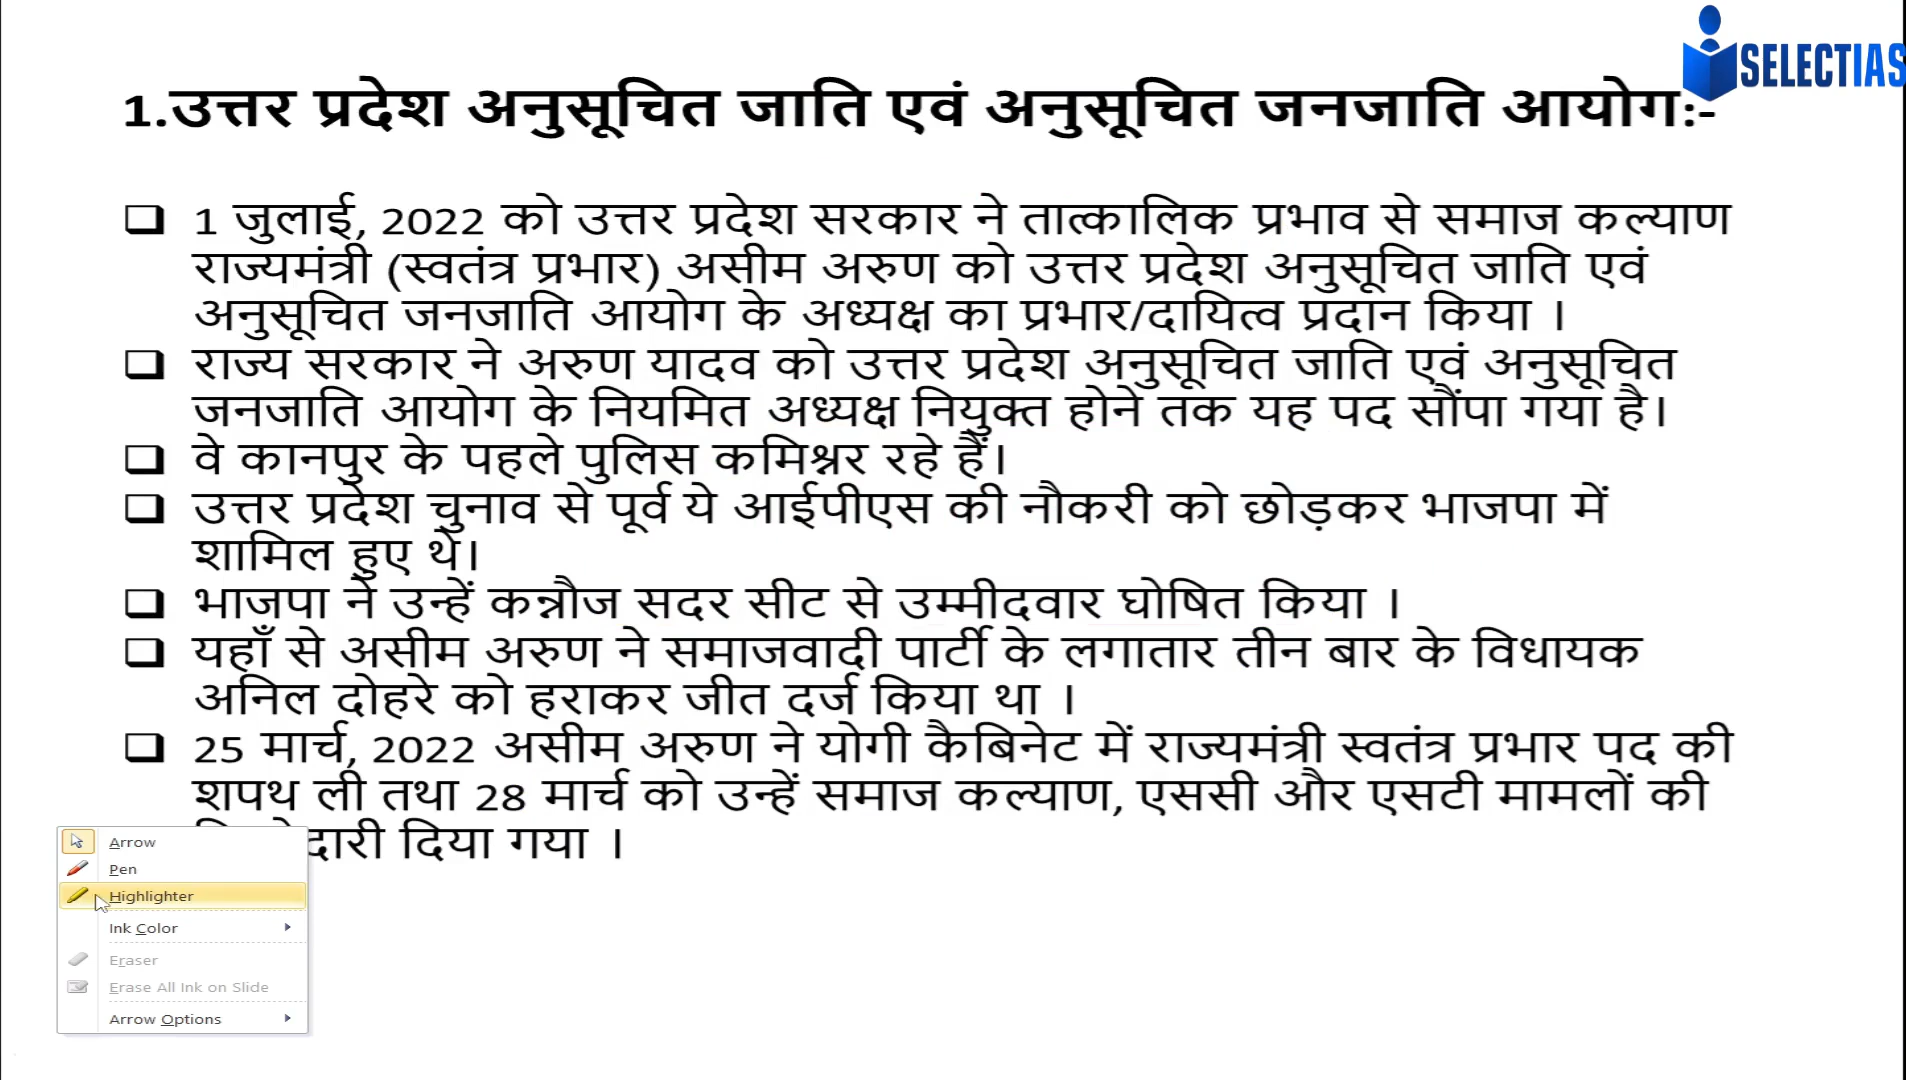 SELECTIAS
1.उत्तर प्रदेश अनुसूचित जाति एवं अनुसूचित जनजाति आयोगः-
1 जुलाई, 2022 को उत्तर प्रदेश सरकार ने तात्कालिक प्रभाव से समाज कल्याण
राज्यमंत्री (स्वतंत्र प्रभार) असीम अरुण को उत्तर प्रदेश अनुसूचित जाति एवं
अनुसूचित जनजाति आयोग के अध्यक्ष का प्रभार/दायित्व प्रदान किया ।
राज्य सरकार ने अरुण यादव को उत्तर प्रदेश अनुसूचित जाति एवं अनुसूचित
जनजाति आयोग के नियमित अध्यक्ष नियुक्त होने तक यह पद सौंपा गया है।
वे कानपुर के पहले पुलिस कमिश्नर रहे हैं।
उत्तर प्रदेश चुनाव से पूर्व ये आईपीएस की नौकरी को छोड़कर भाजपा में
शामिल हुए थे।
भाजपा ने उन्हें कन्नौज सदर सीट से उम्मीदवार घोषित किया ।
यहाँ से असीम अरुण ने समाजवादी पार्टी के लगातार तीन बार के विधायक
अनिल दोहरे को हराकर जीत दर्ज किया था ।
25 मार्च, 2022 असीम अरुण ने योगी कैबिनेट में राज्यमंत्री स्वतंत्र प्रभार पद की
शपथ ली तथा 28 मार्च को उन्हें समाज कल्याण, एससी और एसटी मामलों की
दारी दिया गया ।
Arrow
Pen
Highlighter
Ink Color
Eraser
Erase All Ink on Slide
Arrow Options